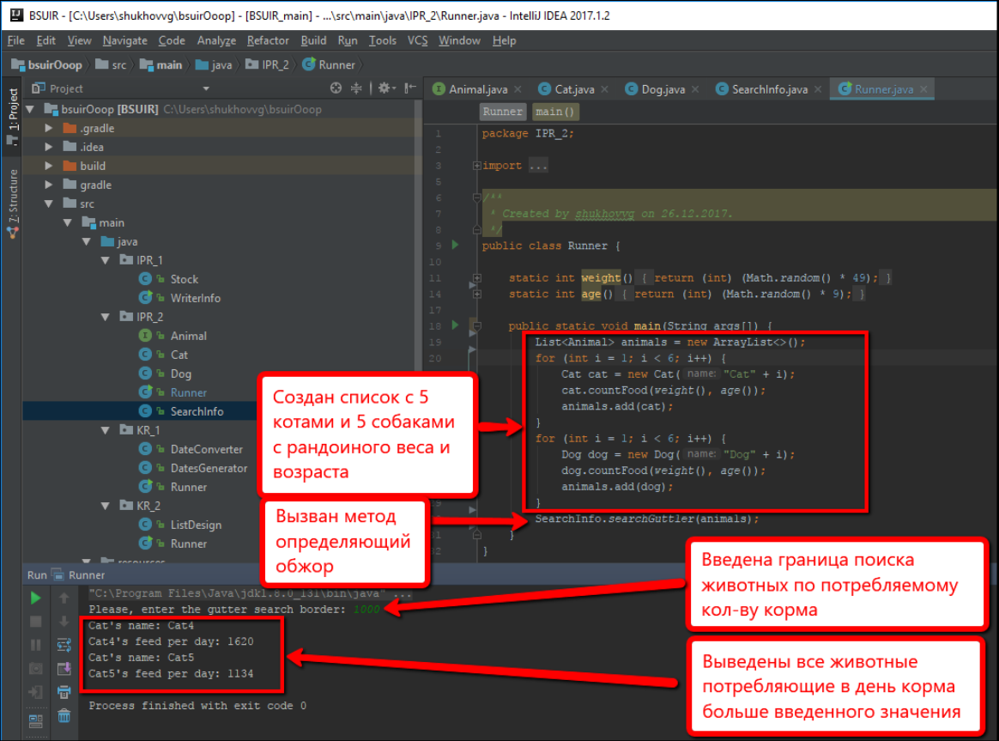 BSUIR - [C:\Users\shukhovvg\bsuirOoop] - [BSUIR_main] - ...\src\main\java\IPR_2\Runner.java - IntelliJ IDEA 2017.1.2
File Edit View Navigate Code Analyze Refactor Build Run Tools VCS Window Help
bsuirOoop src main java IPR_2 Runner
Project
Animal.java Cat.java Dog.java SearchInfo.java Runner.java
1: Project
7: Structure
bsuirOoop [BSUIR] C:\Users\shukhovvg\bsuirOoop
.gradle
.idea
build
gradle
src
main
java
IPR_1
Stock
WriterInfo
IPR_2
Animal
Cat
Dog
Runner
SearchInfo
KR_1
DateConverter
DatesGenerator
Runner
KR_2
ListDesign
Runner
Runner main()
1 package IPR_2;
2
3 import ...
5
6 /**
7 * Created by shukhovvg on 26.12.2017.
8 */
9 public class Runner {
10
11 static int weight() { return (int) (Math.random() * 49); }
14 static int age() { return (int) (Math.random() * 9); }
17
18 public static void main(String args[]) {
19 List<Animal> animals = new ArrayList<>();
20 for (int i = 1; i < 6; i++) {
Cat cat = new Cat( name: "Cat" + i);
cat.countFood(weight(), age());
animals.add(cat);
}
for (int i = 1; i < 6; i++) {
Dog dog = new Dog( name: "Dog" + i);
dog.countFood(weight(), age());
animals.add(dog);
}
SearchInfo.searchGuttler(animals);
}
}
Создан список с 5
котами и 5 собаками
с рандоиного веса и
возраста
Вызван метод
определяющий
обжор
Введена граница поиска
животных по потребляемому
кол-ву корма
Выведены все животные
потребляющие в день корма
больше введенного значения
Run Runner
"C:\Program Files\Java\jdk1.8.0_131\bin\java" ...
Please, enter the gutter search border: 1000
Cat's name: Cat4
Cat4's feed per day: 1620
Cat's name: Cat5
Cat5's feed per day: 1134
Process finished with exit code 0